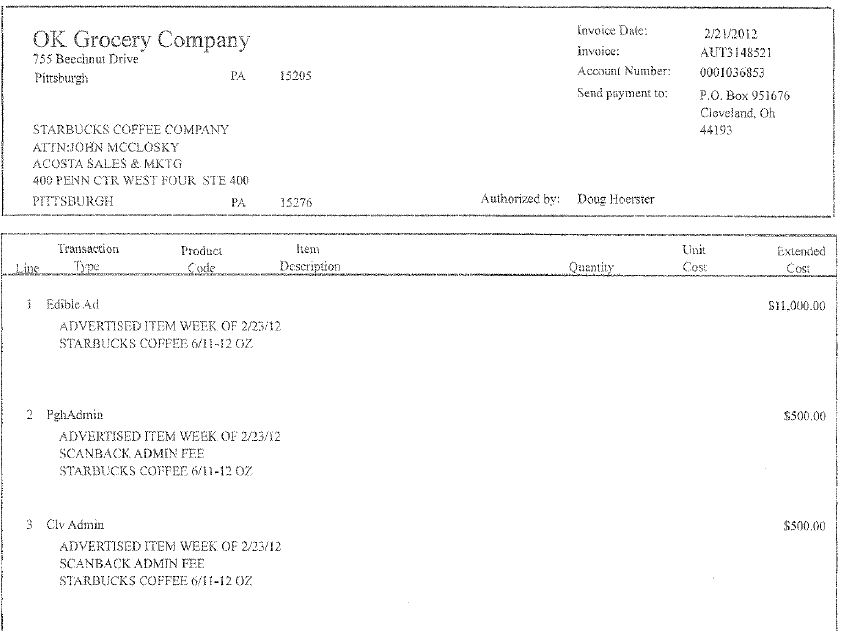 OK Grocery Company
755 Beechnut Drive
Pittsburgh PA 15205
Invoice Date: 2/21/2012
Invoice: AUT3148521
Account Number: 0001036853
Send payment to: P.O. Box 951676
Cleveland, Oh
44193
STARBUCKS COFFEE COMPANY
ATTN:JOHN MCCLOSKY
ACOSTA SALES & MKTG
400 PENN CTR WEST FOUR STE 400
PITTSBURGH PA 15276
Authorized by: Doug Hoerster
Line Transaction Type Product Code Item Description Quantity Unit Cost Extended Cost
1 Edible Ad $11,000.00
ADVERTISED ITEM WEEK OF 2/23/12
STARBUCKS COFFEE 6/11-12 OZ
2 PghAdmin $500.00
ADVERTISED ITEM WEEK OF 2/23/12
SCANBACK ADMIN FEE
STARBUCKS COFFEE 6/11-12 OZ
3 Clv Admin $500.00
ADVERTISED ITEM WEEK OF 2/23/12
SCANBACK ADMIN FEE
STARBUCKS COFFEE 6/11-12 OZ